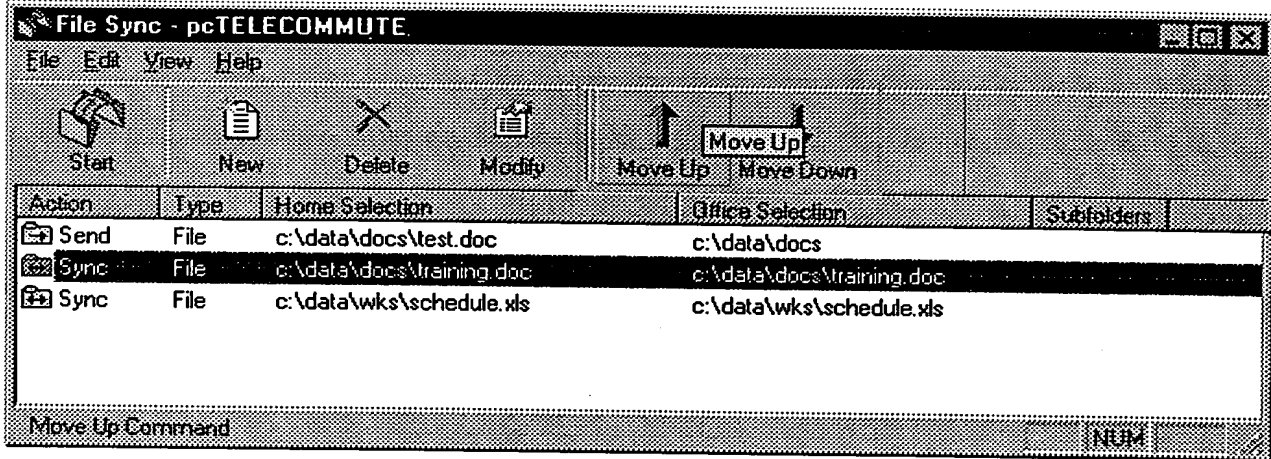 File Sync - pcTELECOMMUTE
File Edit View Help
Start New Delete Modify Move Up Move Down
Move Up
Action Type Home Selection Office Selection Subfolders
Send File c:\data\docs\test.doc c:\data\docs
Sync File c:\data\docs\training.doc c:\data\docs\training.doc
Sync File c:\data\wks\schedule.xls c:\data\wks\schedule.xls
Move Up Command NUM